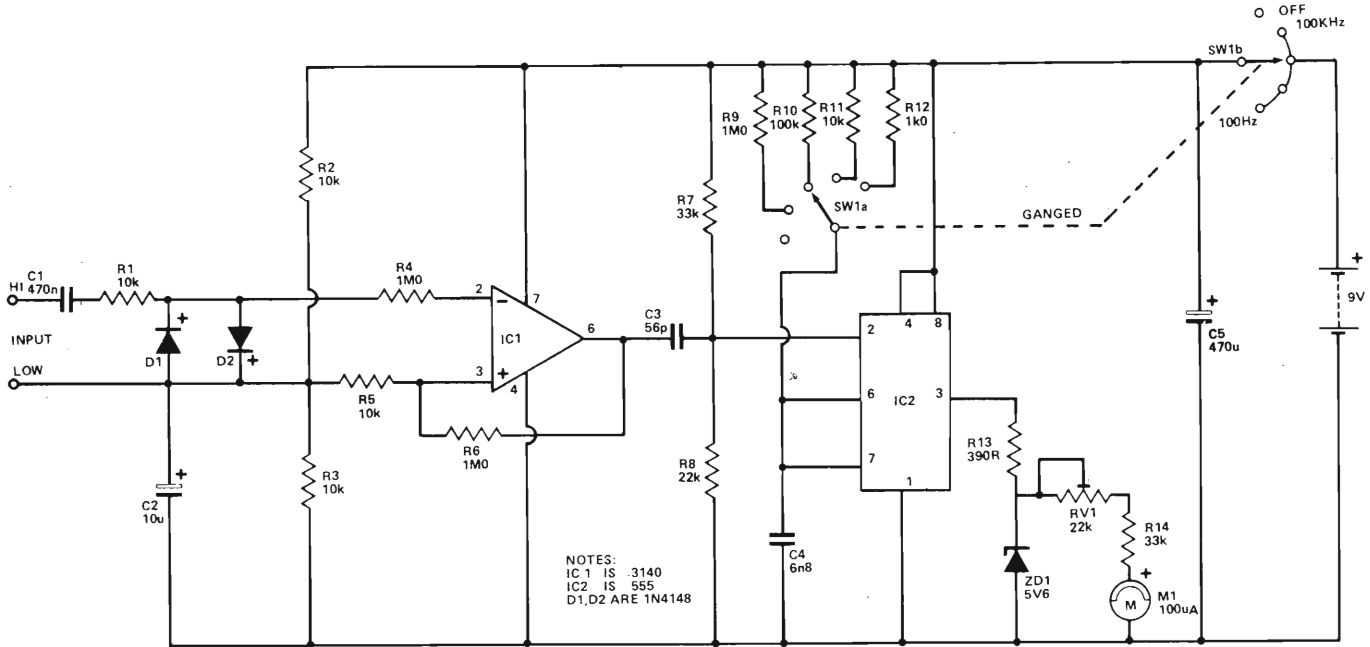 OFF
100KHz
SW1b
100Hz
R9
1M0
R10
100k
R11
10k
R12
1k0
R2
10k
R7
33k
SW1a
GANGED
C1
HI 470n
R1
10k
R4
1M0
2
−
7
IC1
6
C3
56p
2
4
8
+
9V
+
C5
470u
INPUT
+
D1
D2
+
LOW
3
+
4
R5
10k
6
IC2
3
R6
1M0
R13
390R
7
R8
22k
R3
10k
+
C2
10u
1
RV1
22k
R14
33k
C4
6n8
NOTES:
IC 1 IS 3140
IC2 IS 555
D1,D2 ARE 1N4148
ZD1
5V6
+
M
M1
100uA